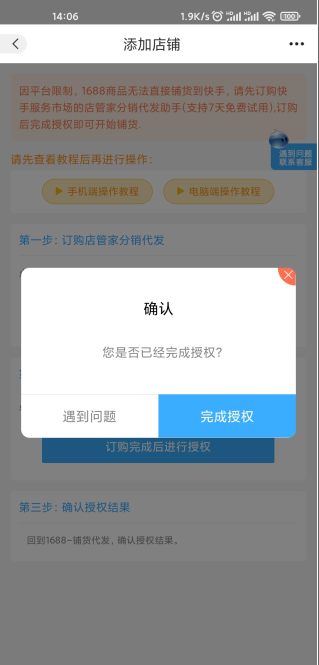 14:06
1.9K/s
HD
HD
100
添加店铺
因平台限制，1688商品无法直接铺货到快手，请先订购快
手服务市场的店管家分销代发助手(支持7天免费试用),订购
后完成授权即可开始铺货.
遇到问题
联系客服
请先查看教程后再进行操作：
手机端操作教程
电脑端操作教程
第一步: 订购店管家分销代发
确认
您是否已经完成授权?
遇到问题
完成授权
订购完成后进行授权
第三步: 确认授权结果
回到1688-铺货代发，确认授权结果。